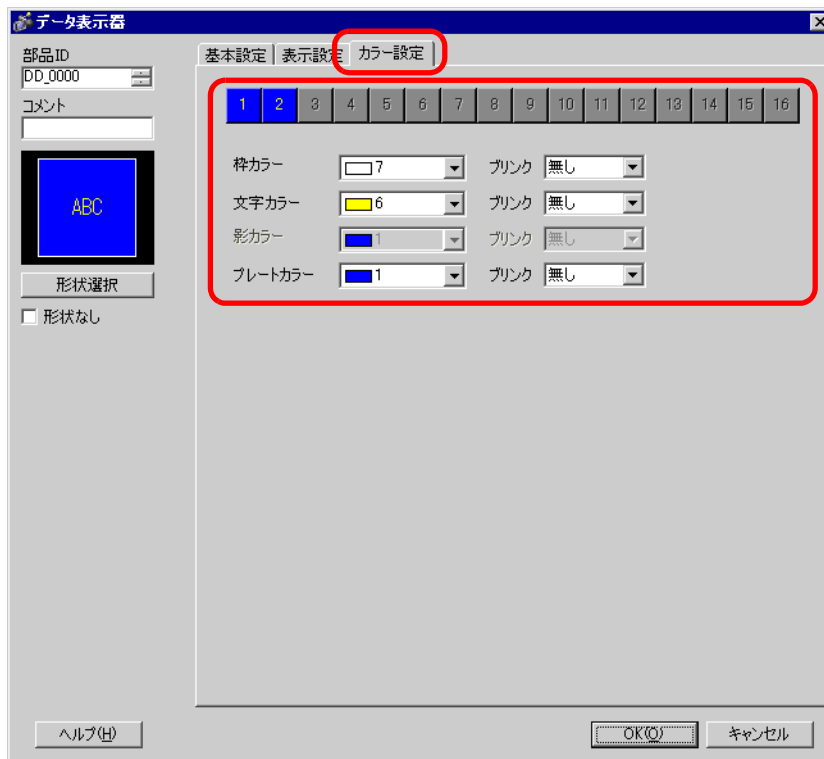 データ表示器
部品ID
DD_0000
コメント
ABC
形状選択
形状なし
基本設定 表示設定 カラー設定
1 2 3 4 5 6 7 8 9 10 11 12 13 14 15 16
枠カラー 7 ブリンク 無し
文字カラー 6 ブリンク 無し
影カラー 1 ブリンク 無し
プレートカラー 1 ブリンク 無し
ヘルプ(H) OK(O) キャンセル